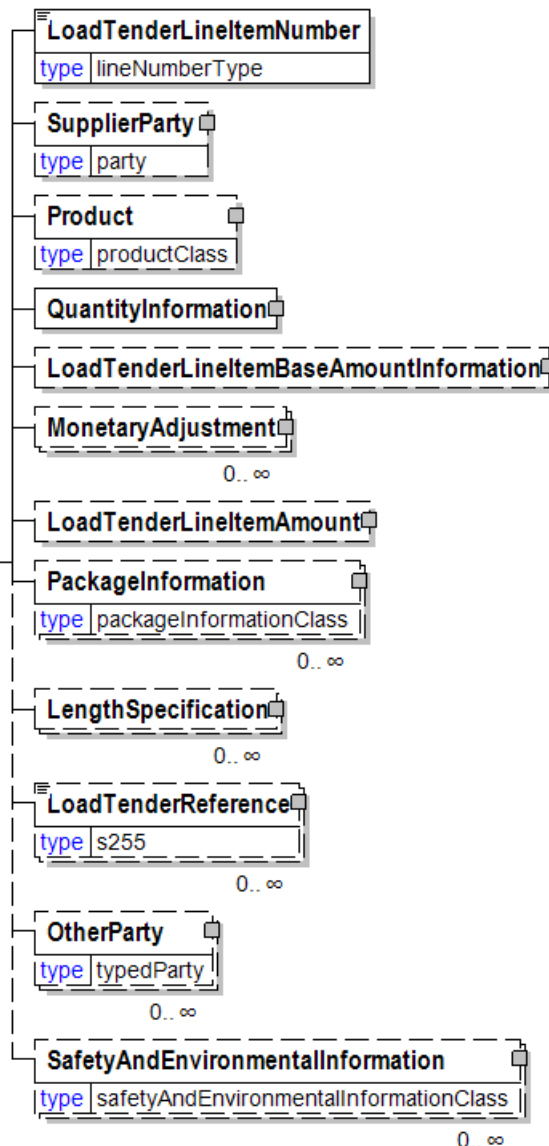 LoadTenderLineItemNumber
type lineNumberType
SupplierParty
type party
Product
type productClass
QuantityInformation
LoadTenderLineItemBaseAmountInformation
MonetaryAdjustment
0.. ∞
LoadTenderLineItemAmount
PackageInformation
type packageInformationClass
0.. ∞
LengthSpecification
0.. ∞
LoadTenderReference
type s255
0.. ∞
OtherParty
type typedParty
0.. ∞
SafetyAndEnvironmentalInformation
type safetyAndEnvironmentalInformationClass
0.. ∞